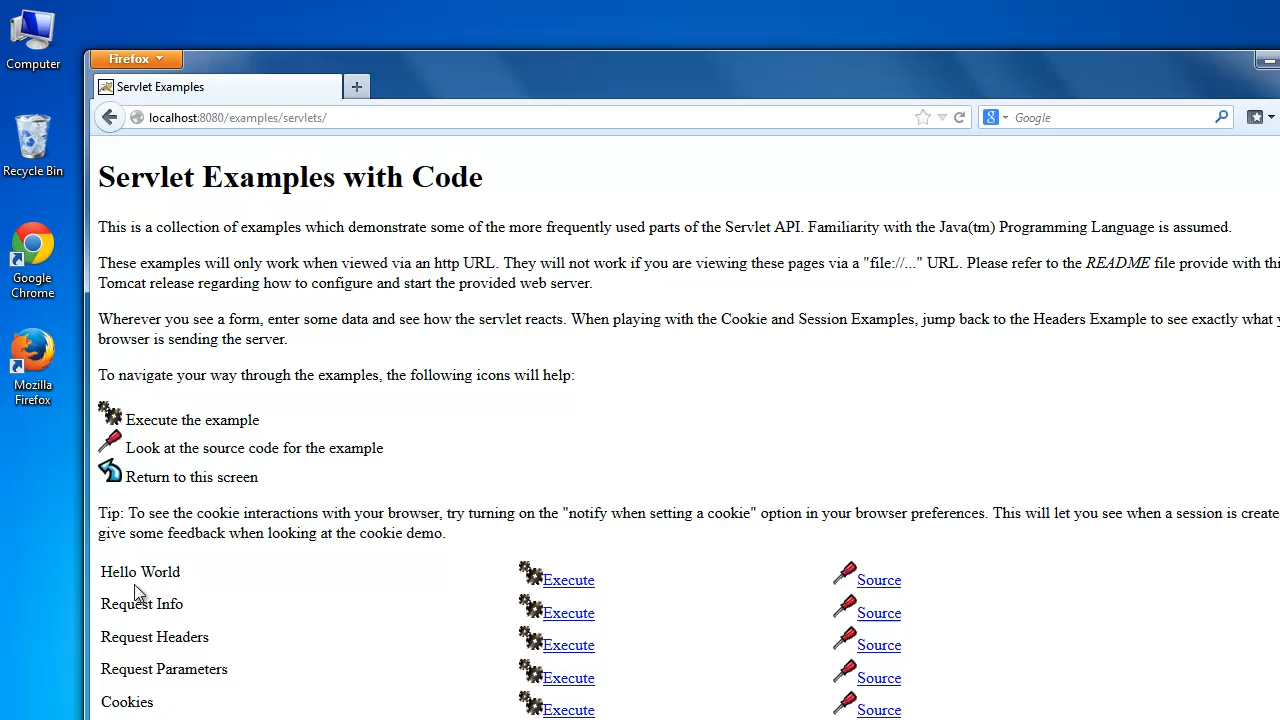 Computer
Recycle Bin
Google
Chrome
Mozilla
Firefox
Firefox
Servlet Examples
localhost:8080/examples/servlets/
Google
Servlet Examples with Code
This is a collection of examples which demonstrate some of the more frequently used parts of the Servlet API. Familiarity with the Java(tm) Programming Language is assumed.
These examples will only work when viewed via an http URL. They will not work if you are viewing these pages via a "file://..." URL. Please refer to the README file provide with
Tomcat release regarding how to configure and start the provided web server.
Wherever you see a form, enter some data and see how the servlet reacts. When playing with the Cookie and Session Examples, jump back to the Headers Example to see exactly what
browser is sending the server.
To navigate your way through the examples, the following icons will help:
Execute the example
Look at the source code for the example
Return to this screen
Tip: To see the cookie interactions with your browser, try turning on the "notify when setting a cookie" option in your browser preferences. This will let you see when a session is
give some feedback when looking at the cookie demo.
Hello World Execute Source
Request Info Execute Source
Request Headers Execute Source
Request Parameters Execute Source
Cookies Execute Source